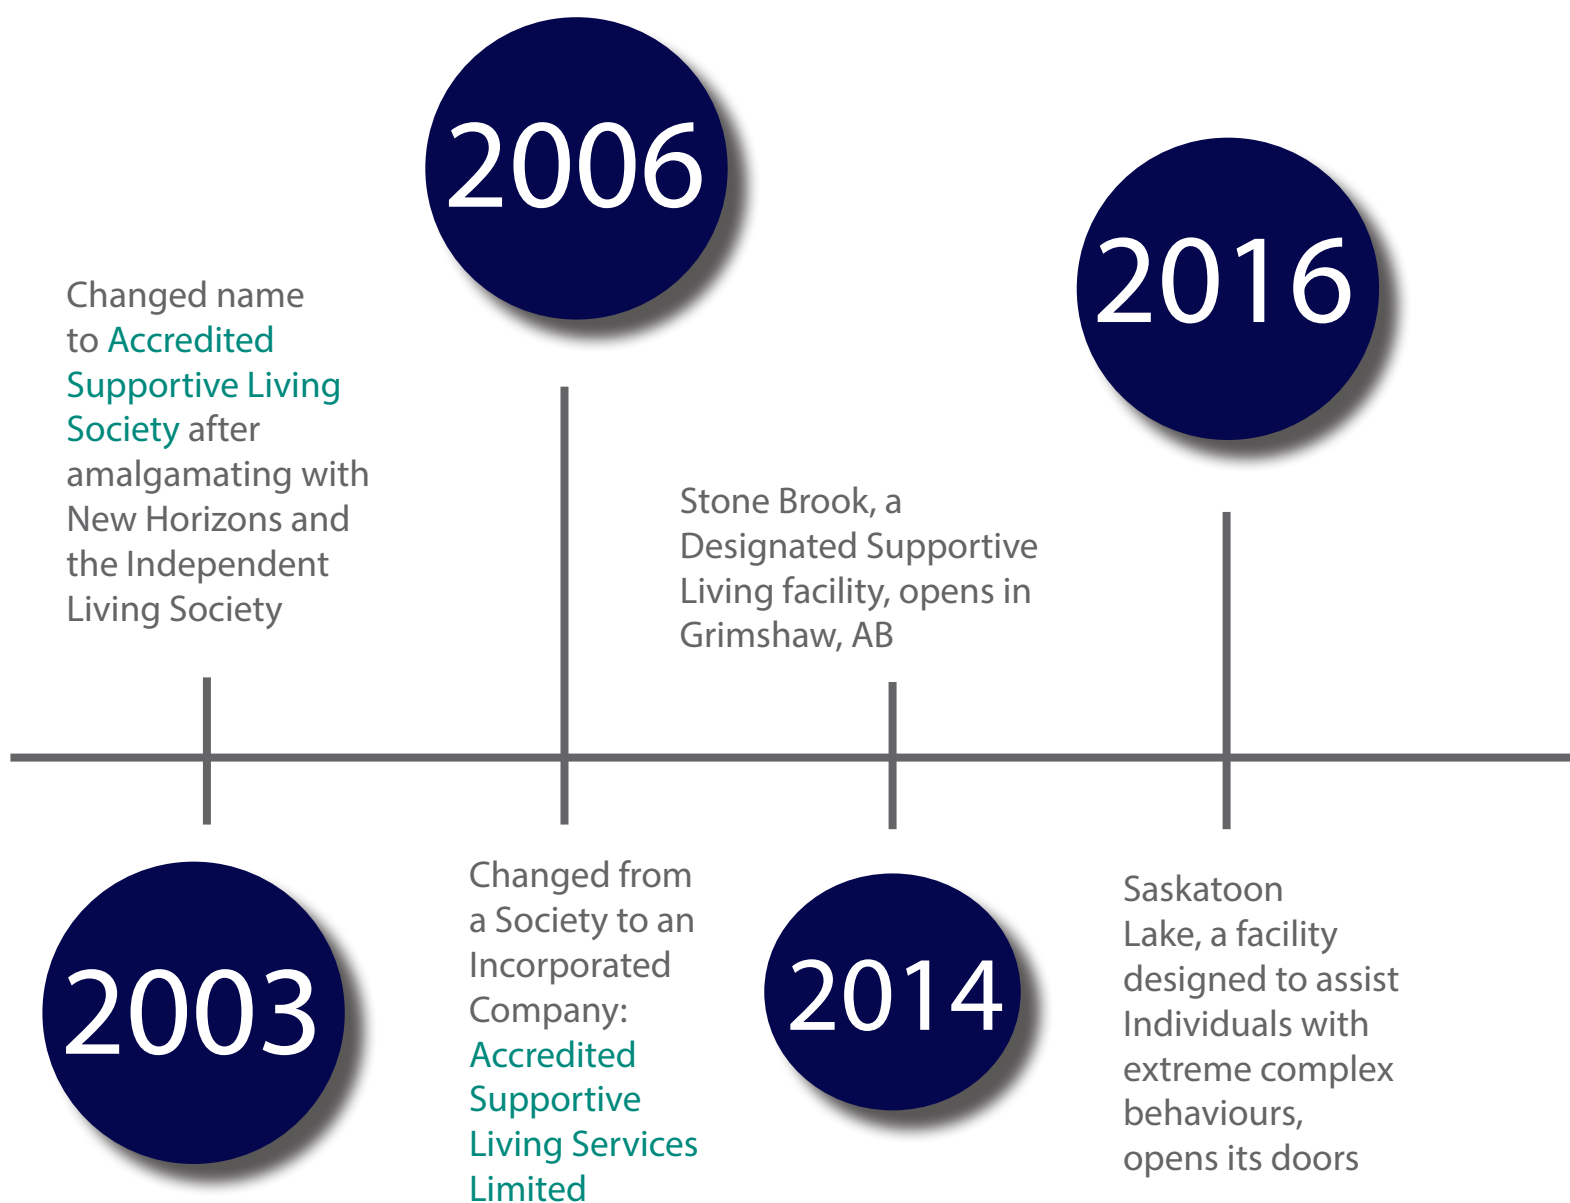 2006
2016
Changed name
to Accredited
Supportive Living
Society after
amalgamating with
New Horizons and
the Independent
Living Society
Stone Brook, a
Designated Supportive
Living facility, opens in
Grimshaw, AB
2003
Changed from
a Society to an
Incorporated
Company:
Accredited
Supportive
Living Services
Limited
2014
Saskatoon
Lake, a facility
designed to assist
Individuals with
extreme complex
behaviours,
opens its doors